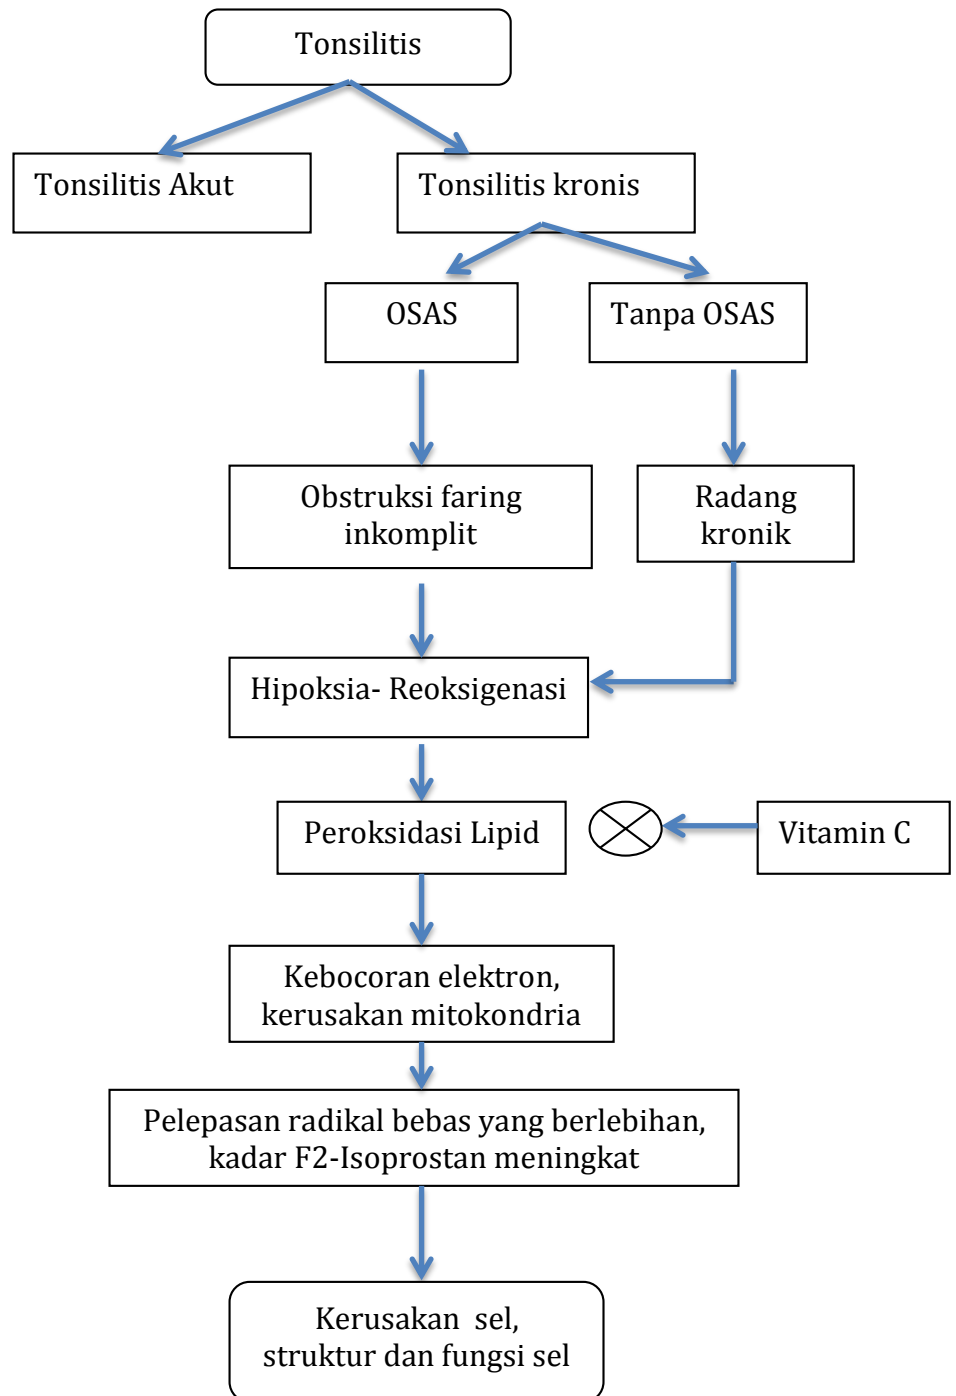 Tonsilitis
Tonsilitis Akut
Tonsilitis kronis
OSAS
Tanpa OSAS
Obstruksi faring
inkomplit
Radang
kronik
Hipoksia- Reoksigenasi
Peroksidasi Lipid
Vitamin C
Kebocoran elektron,
kerusakan mitokondria
Pelepasan radikal bebas yang berlebihan,
kadar F2-Isoprostan meningkat
Kerusakan  sel,
struktur dan fungsi sel